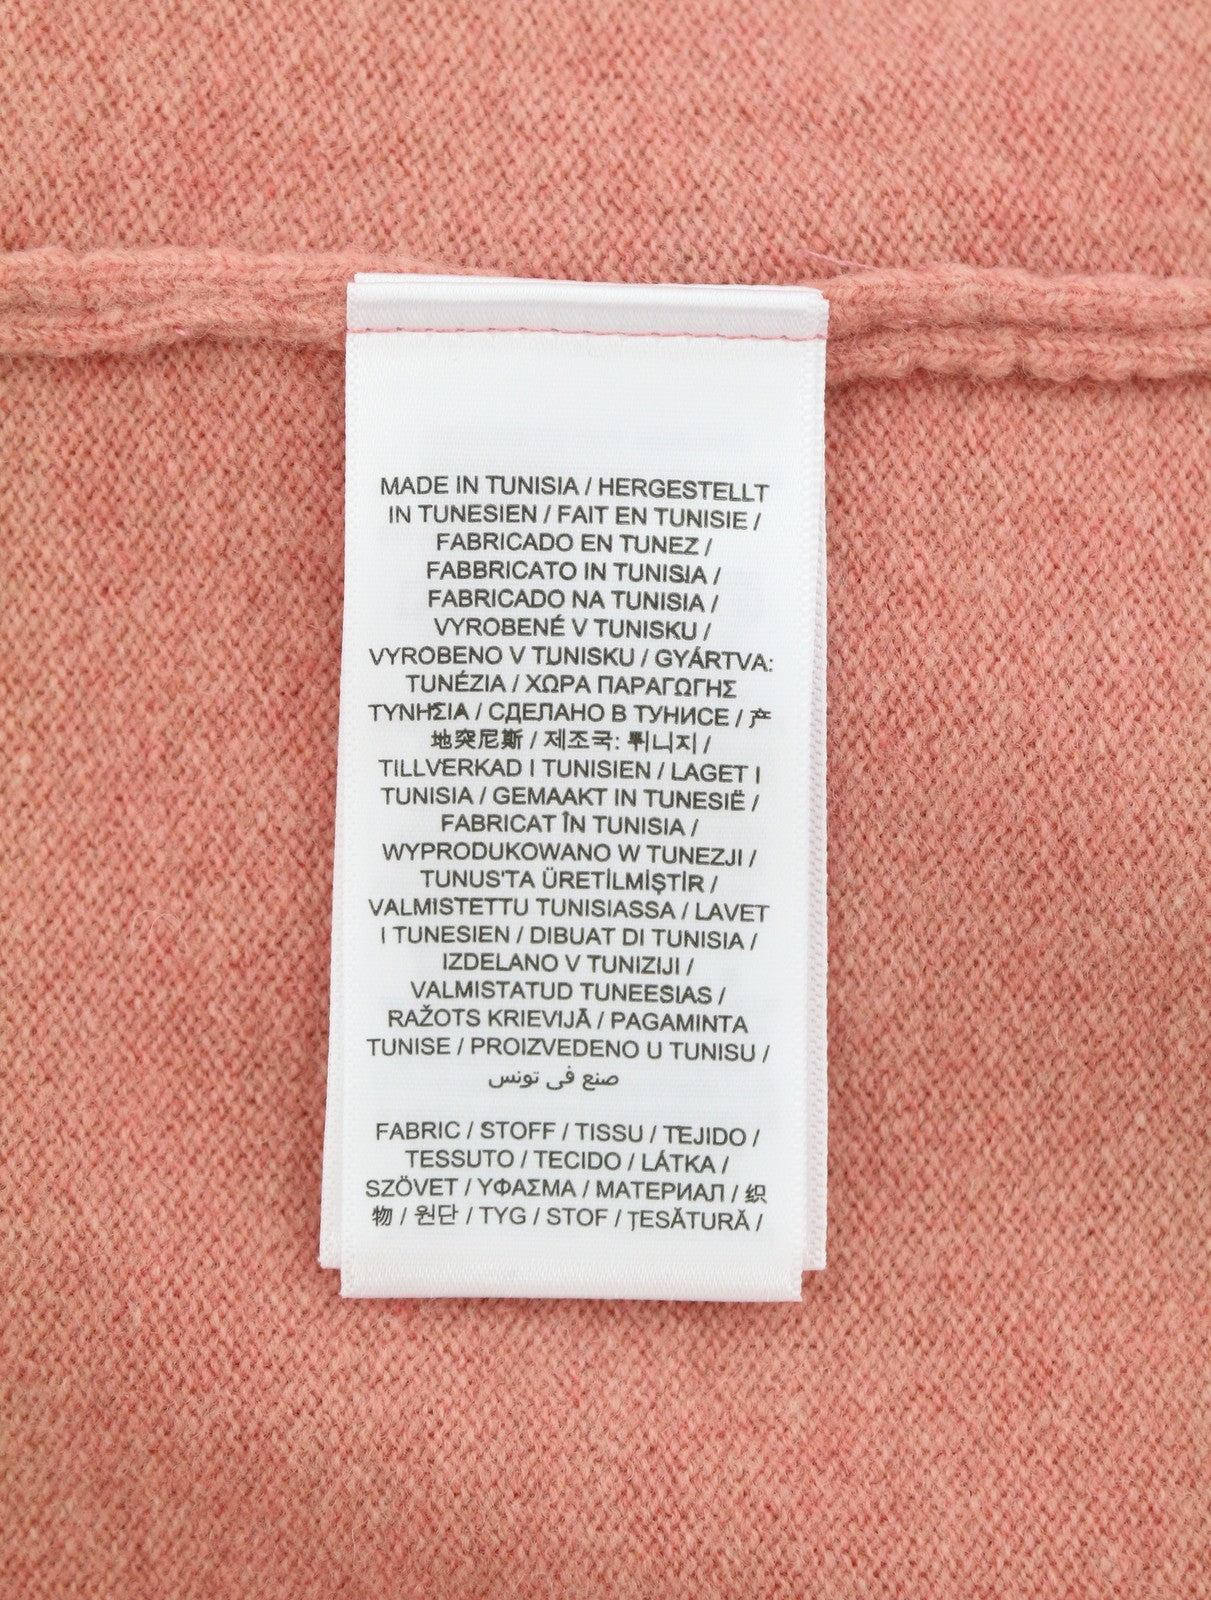 MADE IN TUNISIA / HERGESTELLT
IN TUNESIEN / FAIT EN TUNISIE /
FABRICADO EN TUNEZ /
FABBRICATO IN TUNISIA /
FABRICADO NA TUNISIA /
VYROBENÉ V TUNISKU /
VYROBENO V TUNISKU / GYÁRTVA:
TUNÉZIA / ΧΩΡΑ ΠΑΡΑΓΩΓΗΣ
ΤΥΝΗΣΙΑ / СДЕЛАНО В ТУНИСЕ / 产
地突尼斯 / 제조국: 튀니지 /
TILLVERKAD I TUNISIEN / LAGET I
TUNISIA / GEMAAKT IN TUNESIË /
FABRICAT ÎN TUNISIA /
WYPRODUKOWANO W TUNEZJI /
TUNUS'TA ÜRETİLMİŞTİR /
VALMISTETTU TUNISIASSA / LAVET
I TUNESIEN / DIBUAT DI TUNISIA /
IZDELANO V TUNIZIJI /
VALMISTATUD TUNEESIAS /
RAŽOTS KRIEVIJĀ / PAGAMINTA
TUNISE / PROIZVEDENO U TUNISU /
صنع في تونس
FABRIC / STOFF / TISSU / TEJIDO /
TESSUTO / TECIDO / LÁTKA /
SZÖVET / ΥΦΑΣΜΑ / МАТЕРИАЛ / 织
物 / 원단 / TYG / STOF / ȚESĂTURĂ /